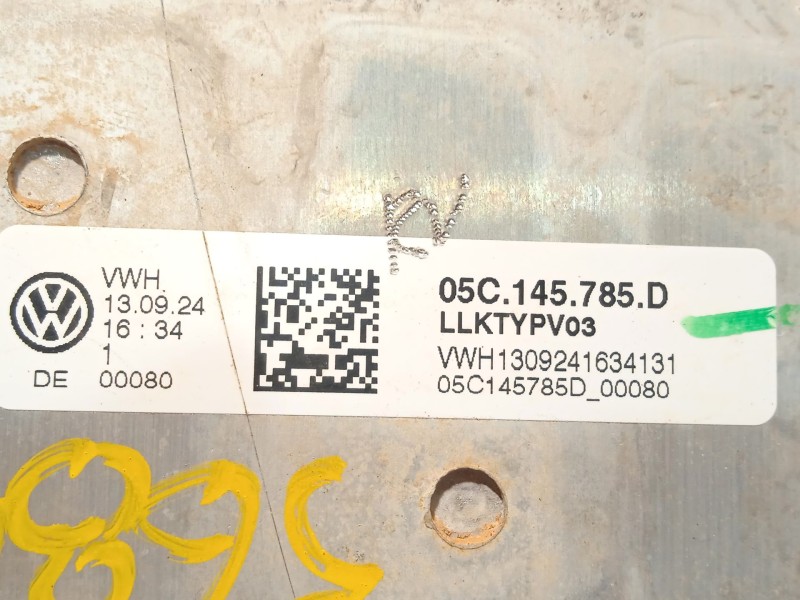 VWH.
13.09.24
16:34
1
DE 00080
05C.145.785.D
LLKTYPV03
VWH1309241634131
05C145785D_00080